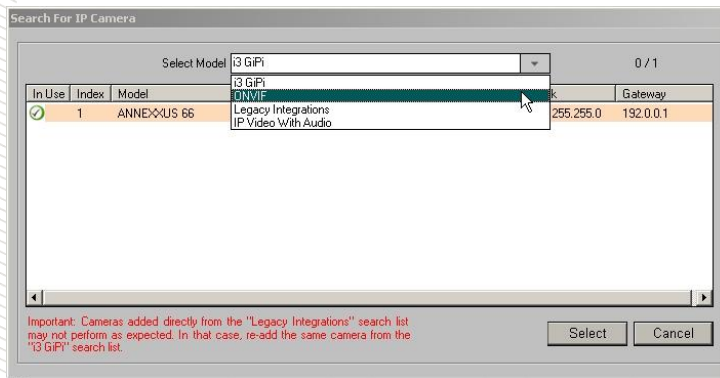 Search For IP Camera
Select Model i3 GiPi 0 / 1
i3 GiPi
ONVIF
Legacy Integrations
IP Video With Audio
In Use Index Model Gateway
1 ANNEXXUS 66 255.255.0 192.0.0.1
Important: Cameras added directly from the "Legacy Integrations" search list
may not perform as expected. In that case, re-add the same camera from the
"i3 GiPi" search list.
Select Cancel